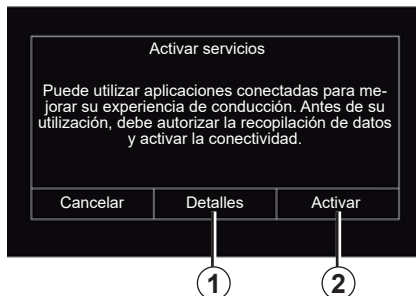 Activar servicios
Puede utilizar aplicaciones conectadas para me-
jorar su experiencia de conducción. Antes de su
utilización, debe autorizar la recopilación de datos
y activar la conectividad.
Cancelar Detalles Activar
1 2